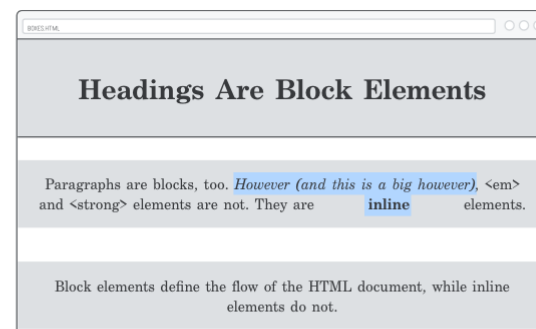 BOXES.HTML
Headings Are Block Elements
Paragraphs are blocks, too. However (and this is a big however), <em>
and <strong> elements are not. They are inline elements.
Block elements define the flow of the HTML document, while inline
elements do not.